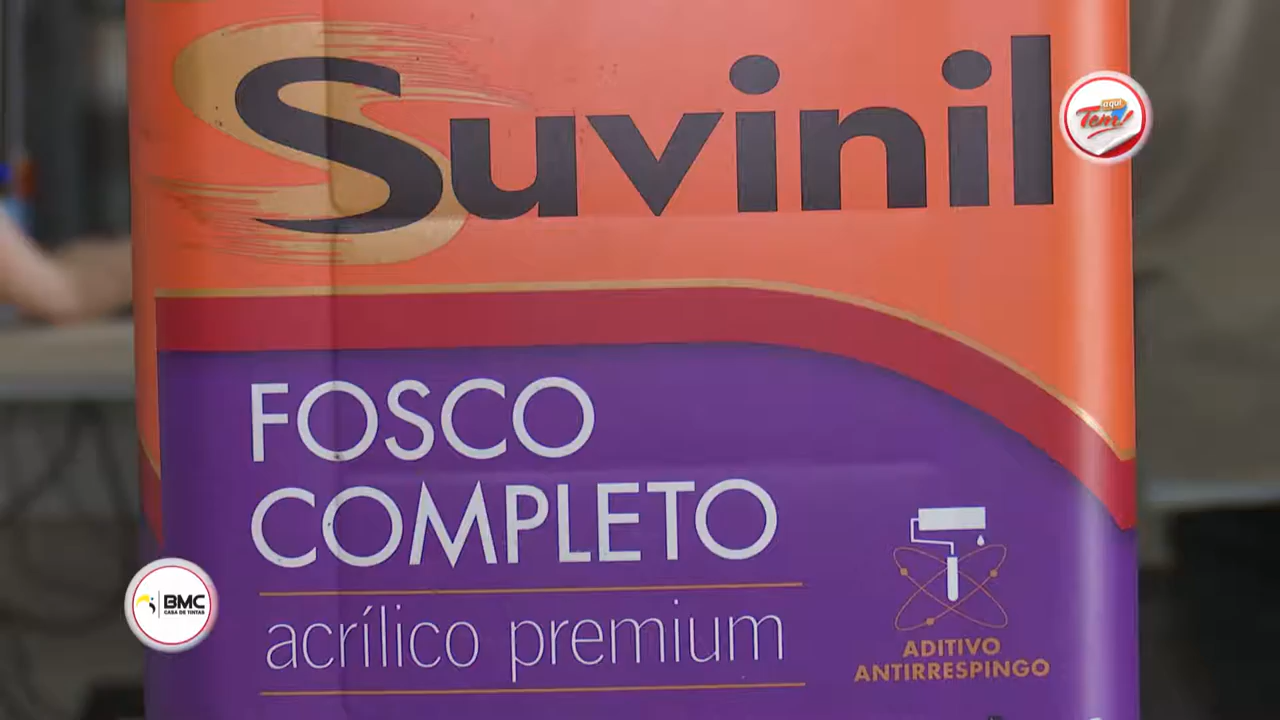 Suvinil
aqui
Tem!
FOSCO
COMPLETO
acrílico premium
ADITIVO
ANTIRRESPINGO
BMC
CASA DE TINTAS